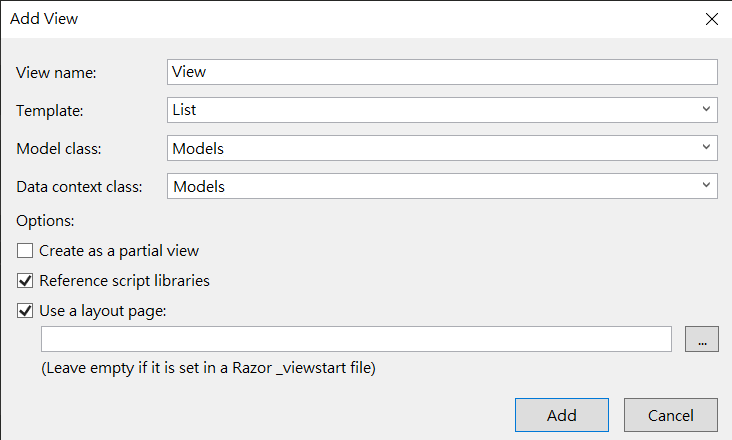 Add View
View name: View
Template: List
Model class: Models
Data context class: Models
Options:
Create as a partial view
Reference script libraries
Use a layout page:
...
(Leave empty if it is set in a Razor _viewstart file)
Add Cancel